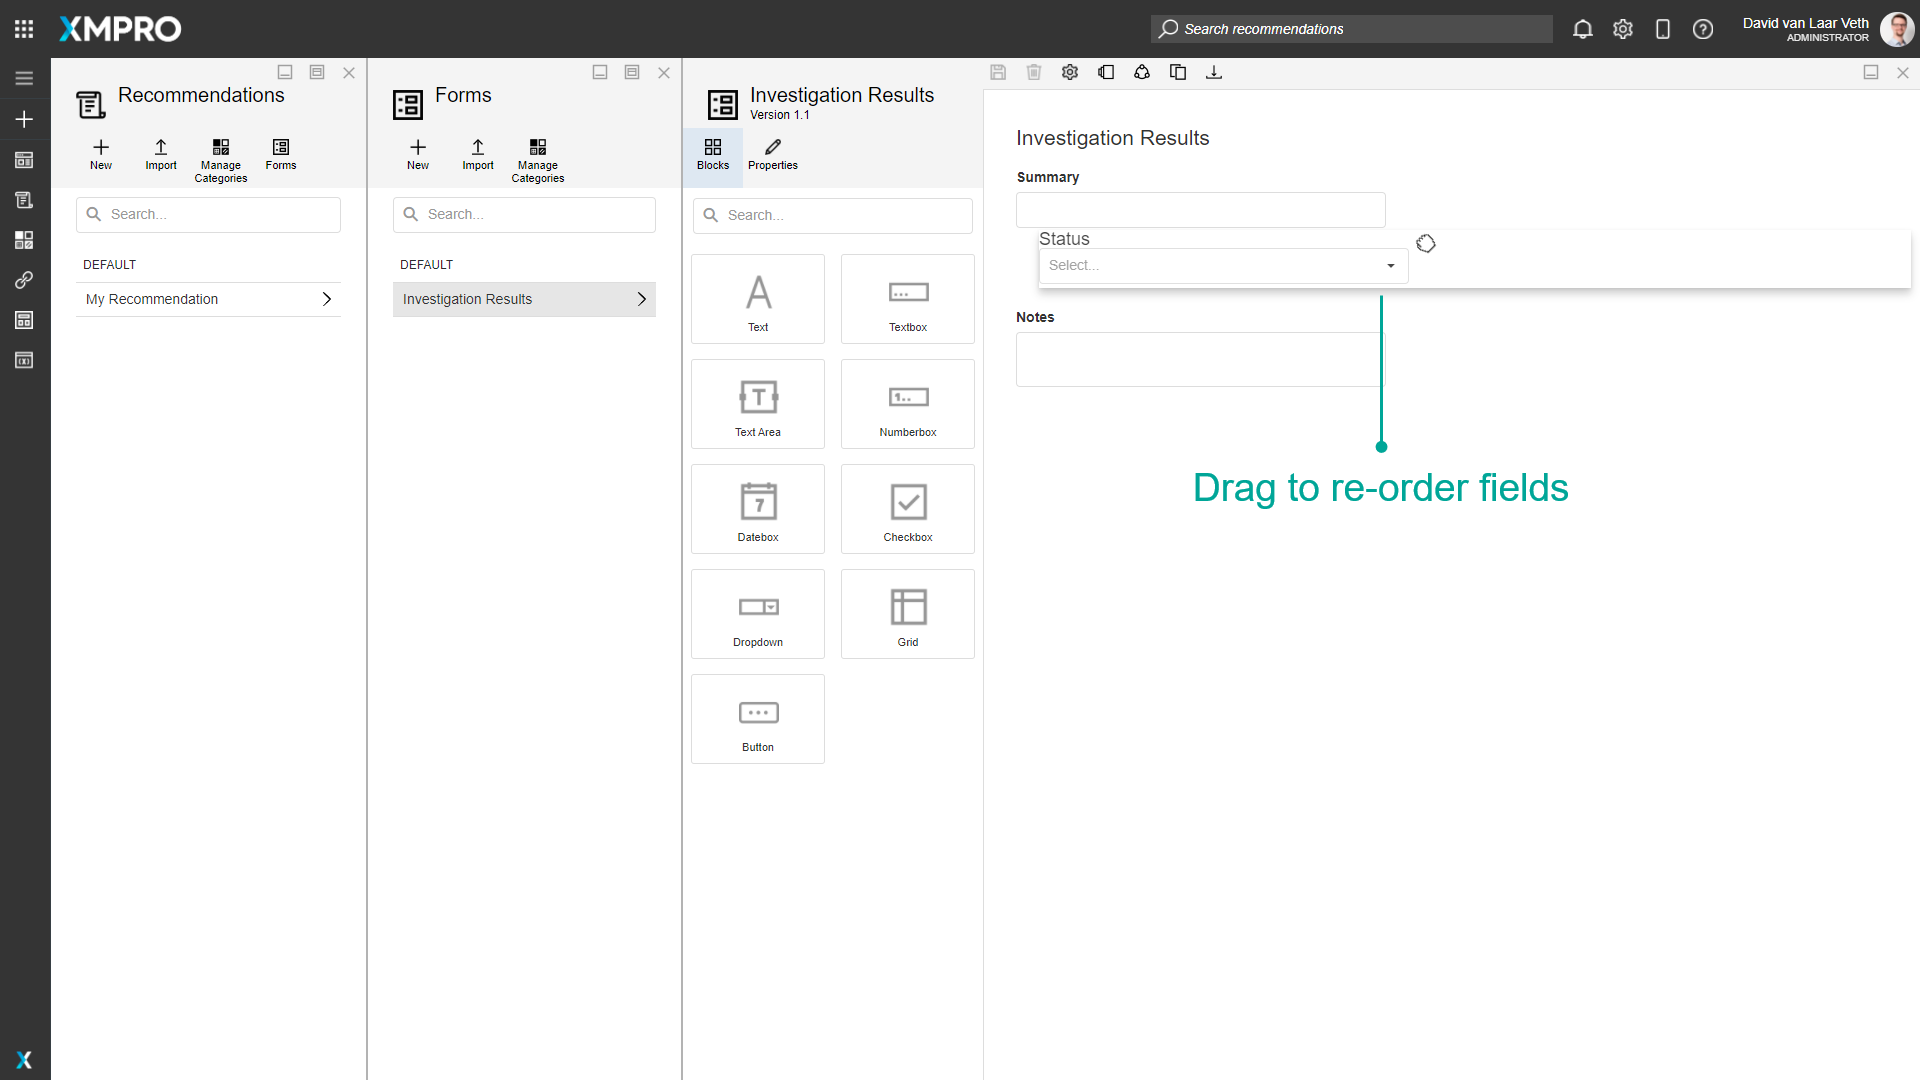 XMPRO
Search recommendations
David van Laar Veth
ADMINISTRATOR
Recommendations
New
Import
Manage
Categories
Forms
Search...
DEFAULT
My Recommendation
Forms
New
Import
Manage
Categories
Search...
DEFAULT
Investigation Results
Investigation Results
Version 1.1
Blocks
Properties
Search...
Text
Textbox
Text Area
Numberbox
Datebox
Checkbox
Dropdown
Grid
Button
Investigation Results
Summary
Status
Select...
Notes
Drag to re-order fields